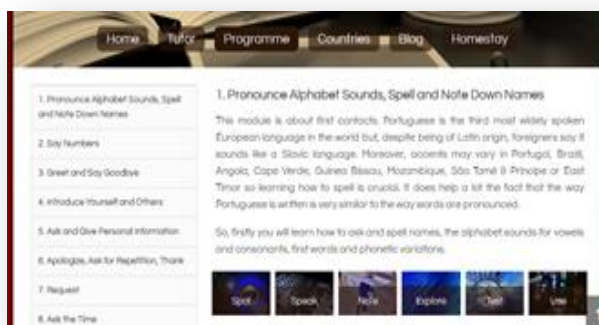 Home Tutor Programme Countries Blog Homestay
1. Pronounce Alphabet Sounds, Spell
and Note Down Names
2. Say Numbers
3. Greet and Say Goodbye
4. Introduce Yourself and Others
5. Ask and Give Personal Information
6. Apologize, Ask for Repetition, Thank
7. Request
8. Ask the Time
1. Pronounce Alphabet Sounds, Spell and Note Down Names
This module is about first contacts. Portuguese is the third most widely spoken
European language in the world but, despite being of Latin origin, foreigners say it
sounds like a Slavic language. Moreover, accents may vary in Portugal, Brazil,
Angola, Cape Verde, Guinea Bissau, Mozambique, São Tomé & Príncipe or East
Timor so learning how to spell is crucial. It does help a lot the fact that the way
Portuguese is written is very similar to the way words are pronounced.
So, firstly you will learn how to ask and spell names, the alphabet sounds for vowels
and consonants, first words and phonetic variations.
Spot Speak Note Explore Test Use